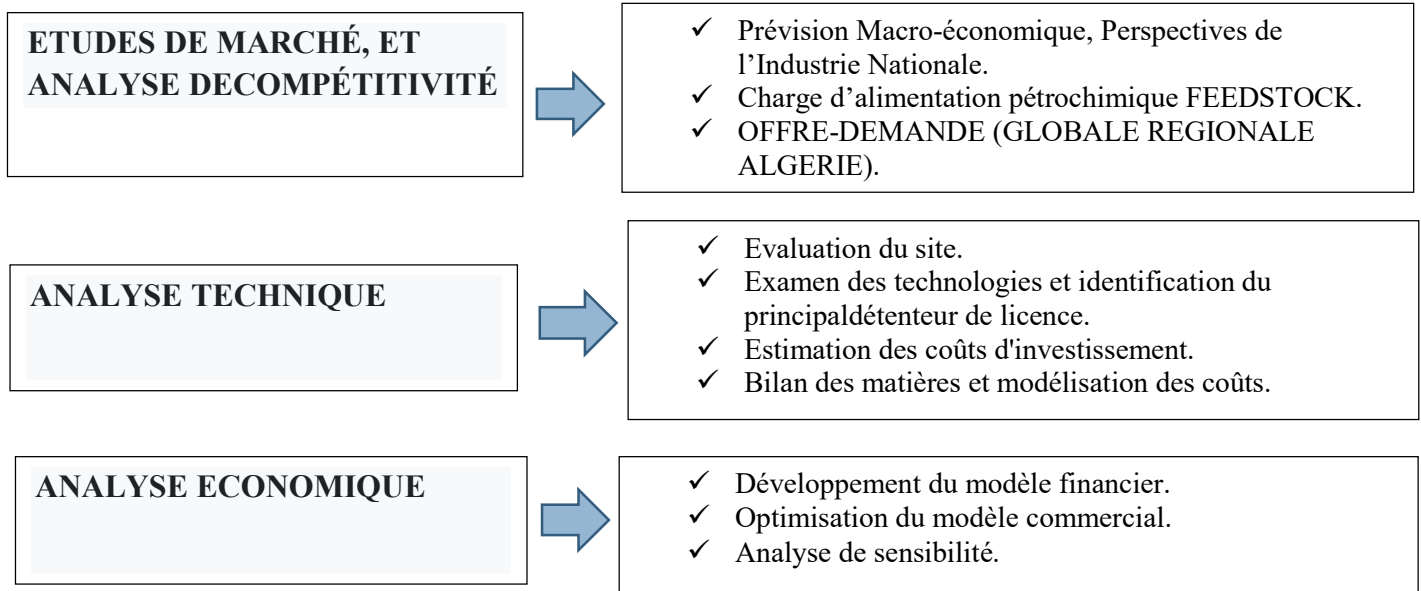 ETUDES DE MARCHÉ, ET
ANALYSE DECOMPÉTITIVITÉ
✓ Prévision Macro-économique, Perspectives de
l’Industrie Nationale.
✓ Charge d’alimentation pétrochimique FEEDSTOCK.
✓ OFFRE-DEMANDE (GLOBALE REGIONALE
ALGERIE).
ANALYSE TECHNIQUE
✓ Evaluation du site.
✓ Examen des technologies et identification du
principaldétenteur de licence.
✓ Estimation des coûts d'investissement.
✓ Bilan des matières et modélisation des coûts.
ANALYSE ECONOMIQUE
✓ Développement du modèle financier.
✓ Optimisation du modèle commercial.
✓ Analyse de sensibilité.